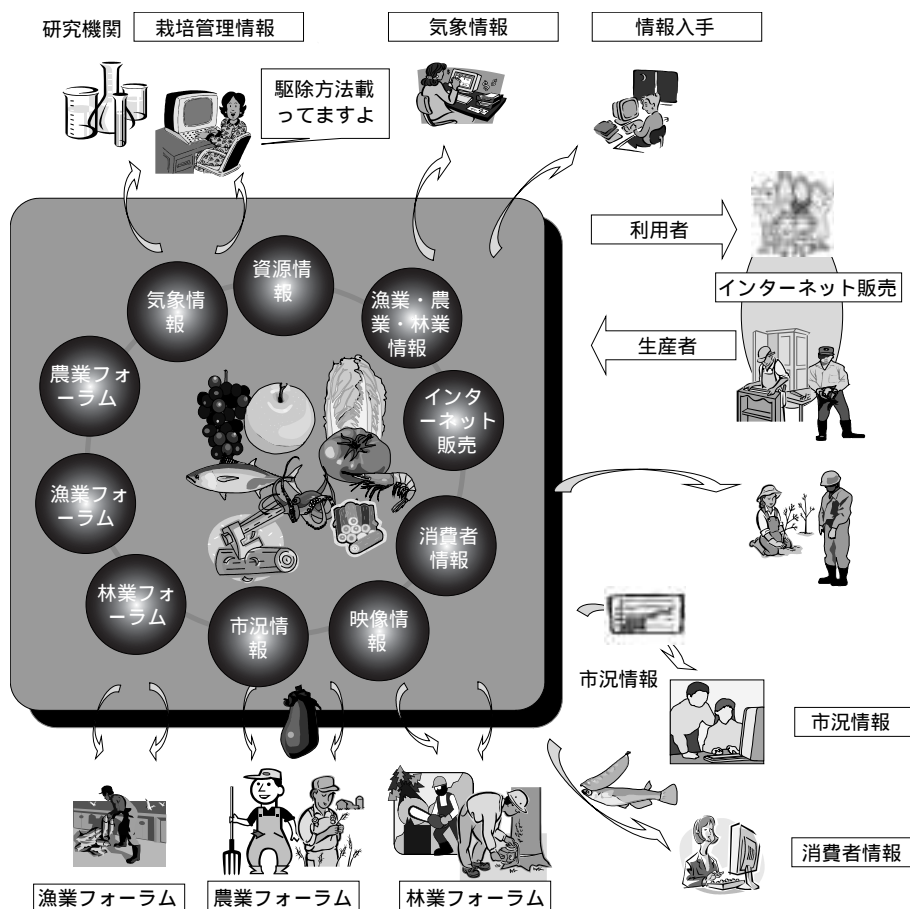 研究機関
栽培管理情報
気象情報
情報入手
駆除方法載
ってますよ
利用者
インターネット販売
生産者
資源情
報
気象情
報
漁業・農
業・林業
情報
農業フォ
ーラム
インタ
ーネット
販売
漁業フォ
ーラム
消費者
情報
林業フォ
ーラム
市況情
報
映像情
報
市況情報
市況情報
消費者情報
漁業フォーラム
農業フォーラム
林業フォーラム